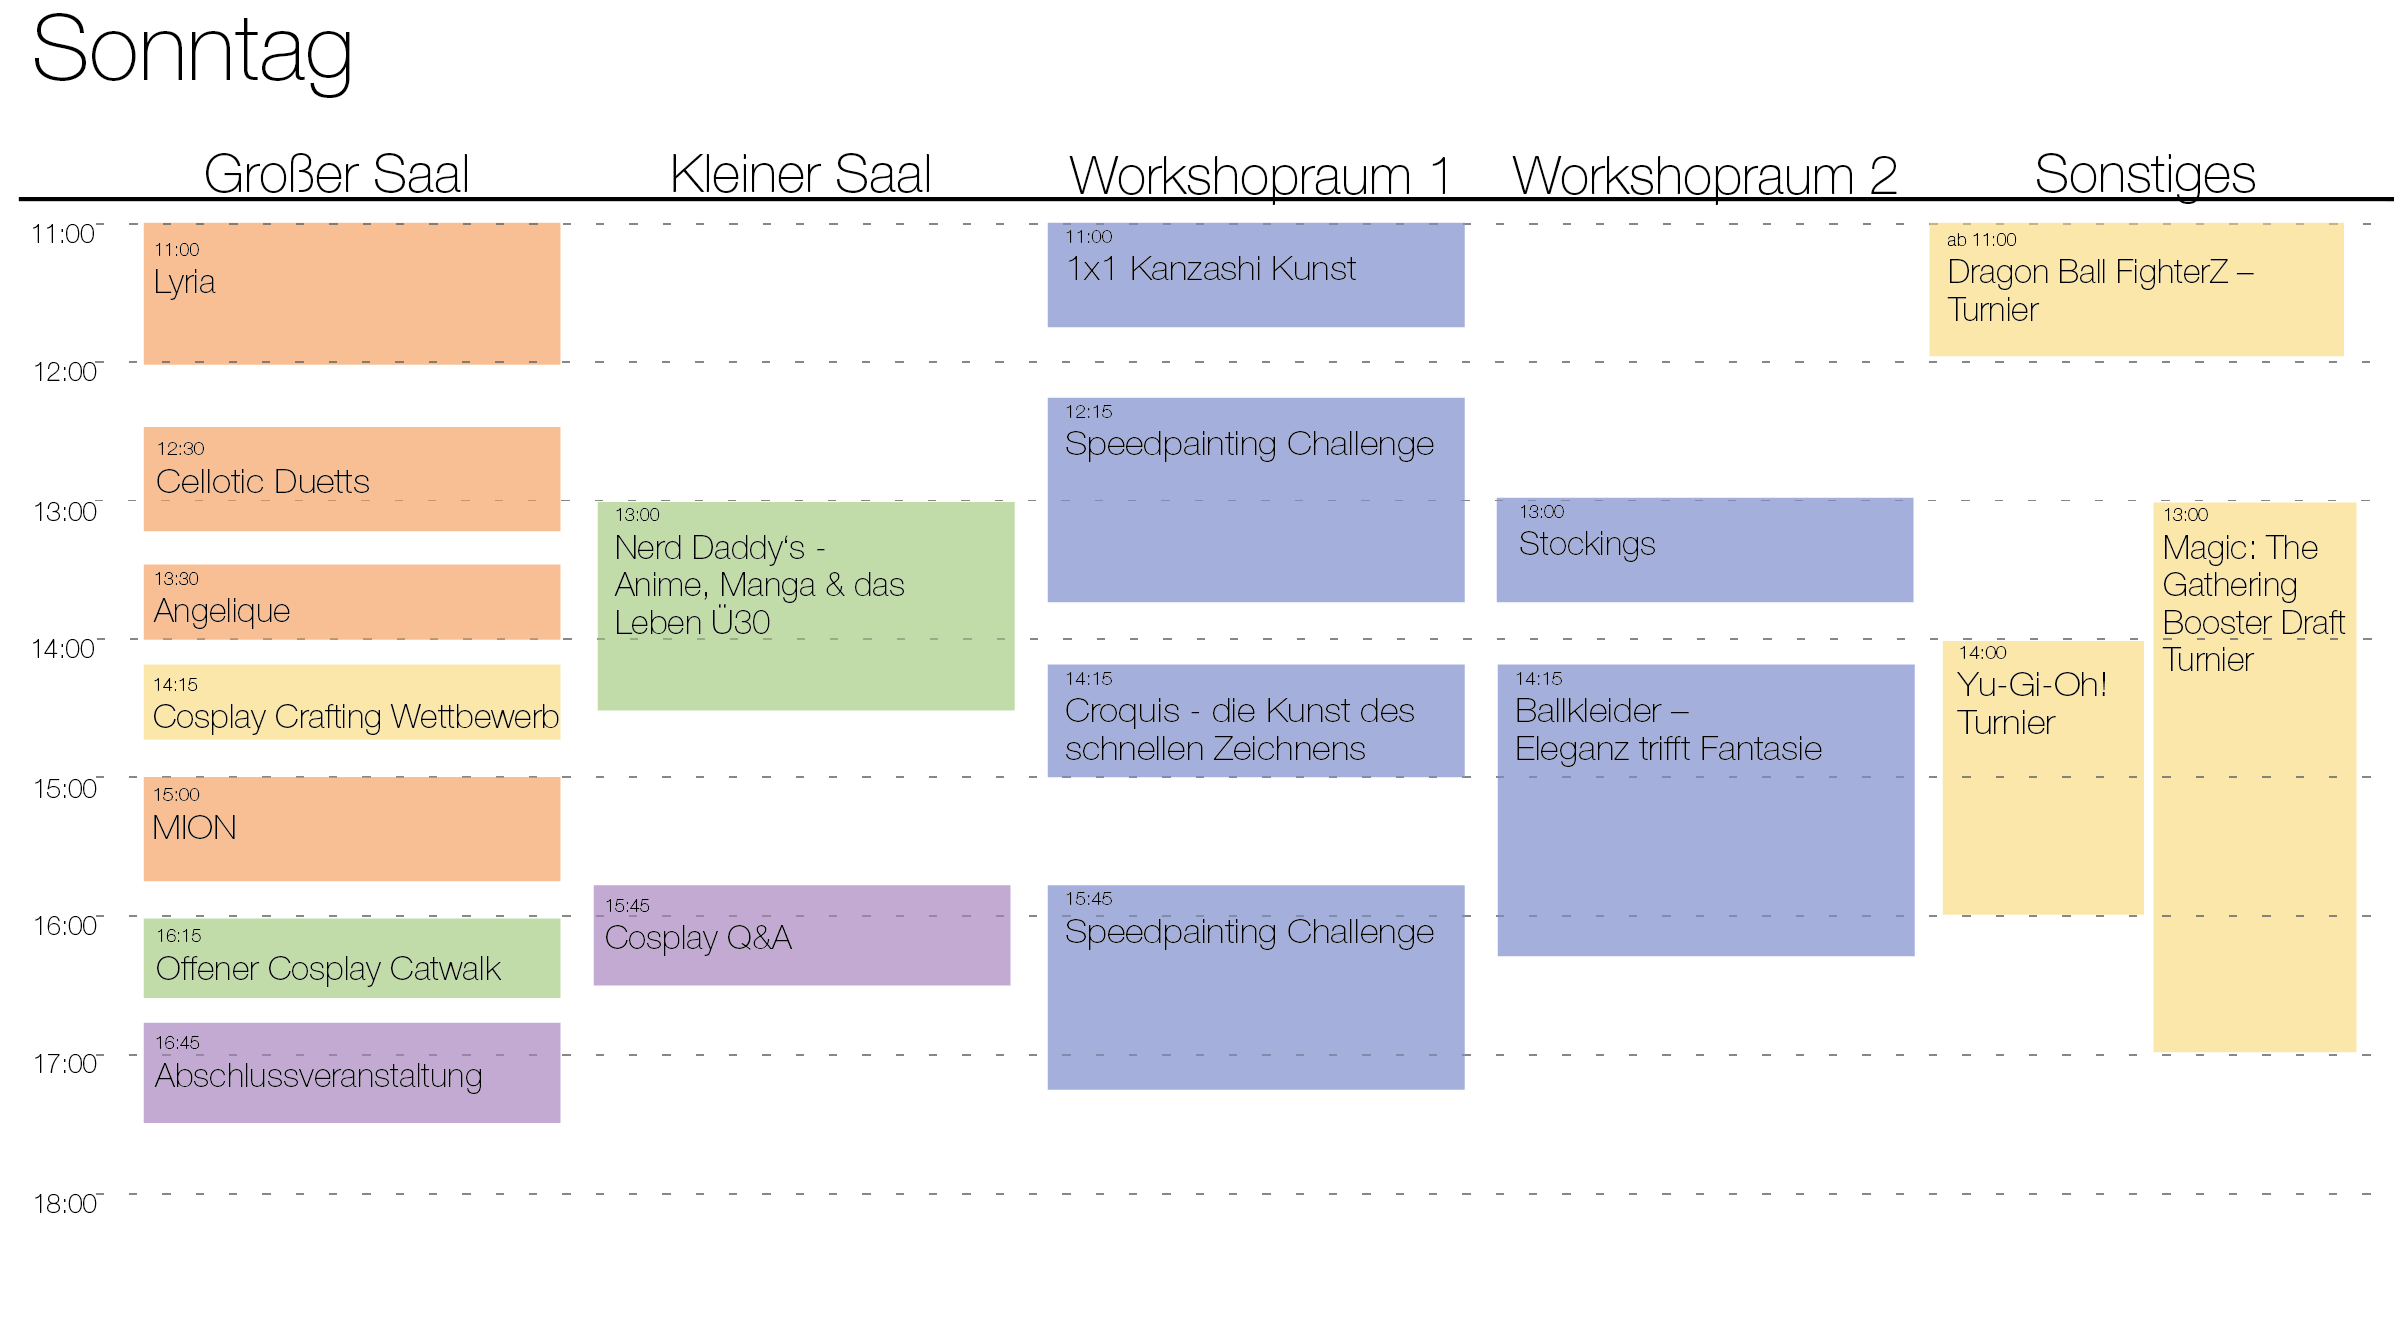 Sonntag
Großer Saal
Kleiner Saal
Workshopraum 1
Workshopraum 2
Sonstiges
11:00
12:00
13:00
14:00
15:00
16:00
17:00
18:00
11:00
Lyria
12:30
Cellotic Duetts
13:30
Angelique
14:15
Cosplay Crafting Wettbewerb
15:00
MION
16:15
Offener Cosplay Catwalk
16:45
Abschlussveranstaltung
13:00
Nerd Daddy‘s -
Anime, Manga & das
Leben Ü30
15:45
Cosplay Q&A
11:00
1x1 Kanzashi Kunst
12:15
Speedpainting Challenge
14:15
Croquis - die Kunst des
schnellen Zeichnens
15:45
Speedpainting Challenge
13:00
Stockings
14:15
Ballkleider –
Eleganz trifft Fantasie
ab 11:00
Dragon Ball FighterZ –
Turnier
14:00
Yu-Gi-Oh!
Turnier
13:00
Magic: The
Gathering
Booster Draft
Turnier